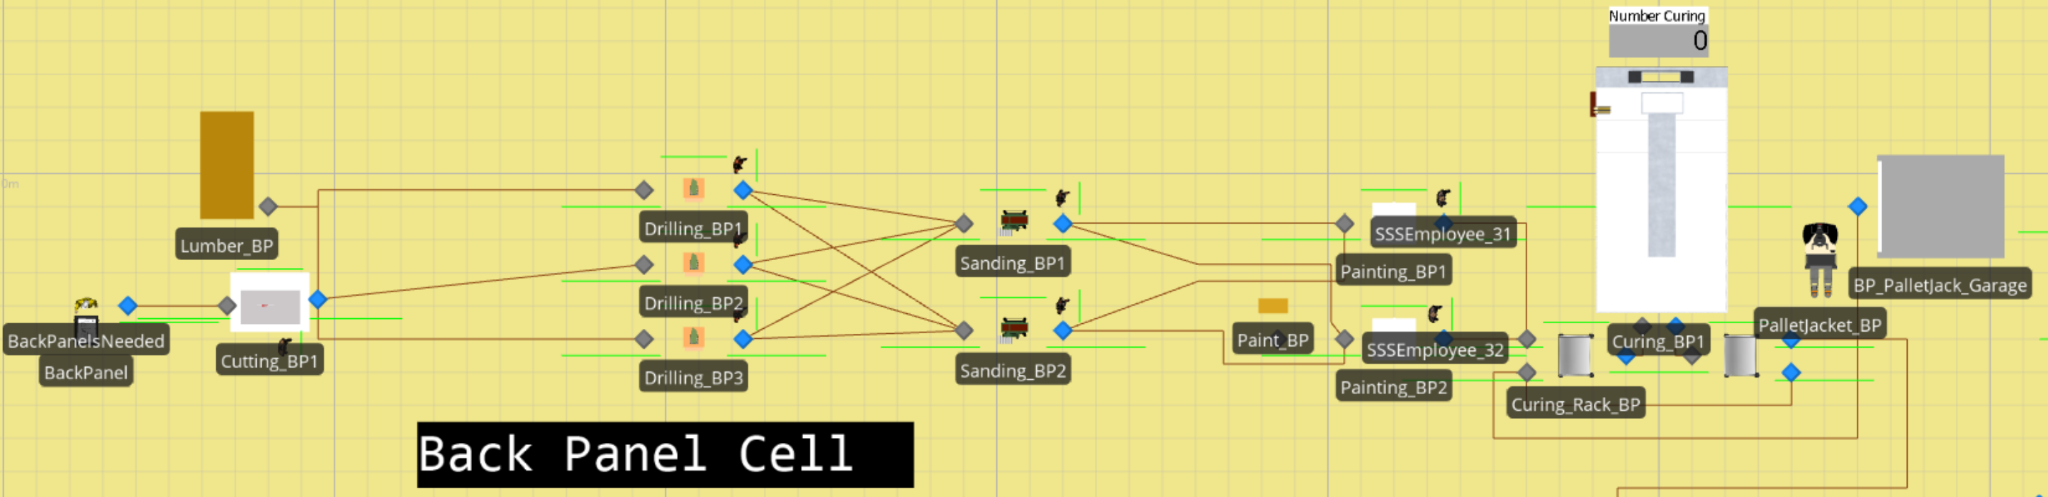 Number Curing
0
0m
Lumber_BP
Drilling_BP1
SSSEmployee_31
Sanding_BP1
Painting_BP1
BP_PalletJack_Garage
Drilling_BP2
PalletJacket_BP
BackPanelsNeeded
Paint_BP
SSSEmployee_32
Curing_BP1
Cutting_BP1
BackPanel
Drilling_BP3
Sanding_BP2
Painting_BP2
Curing_Rack_BP
Back Panel Cell